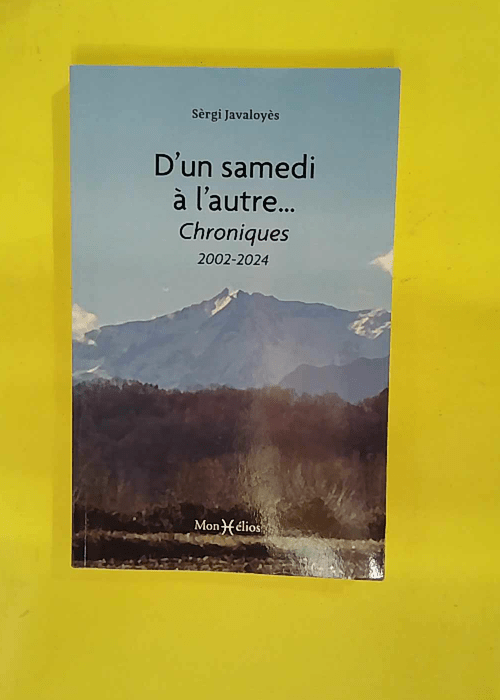 Sèrgi Javaloyès
D'un samedi
à l'autre...
Chroniques
2002-2024
MonHélios